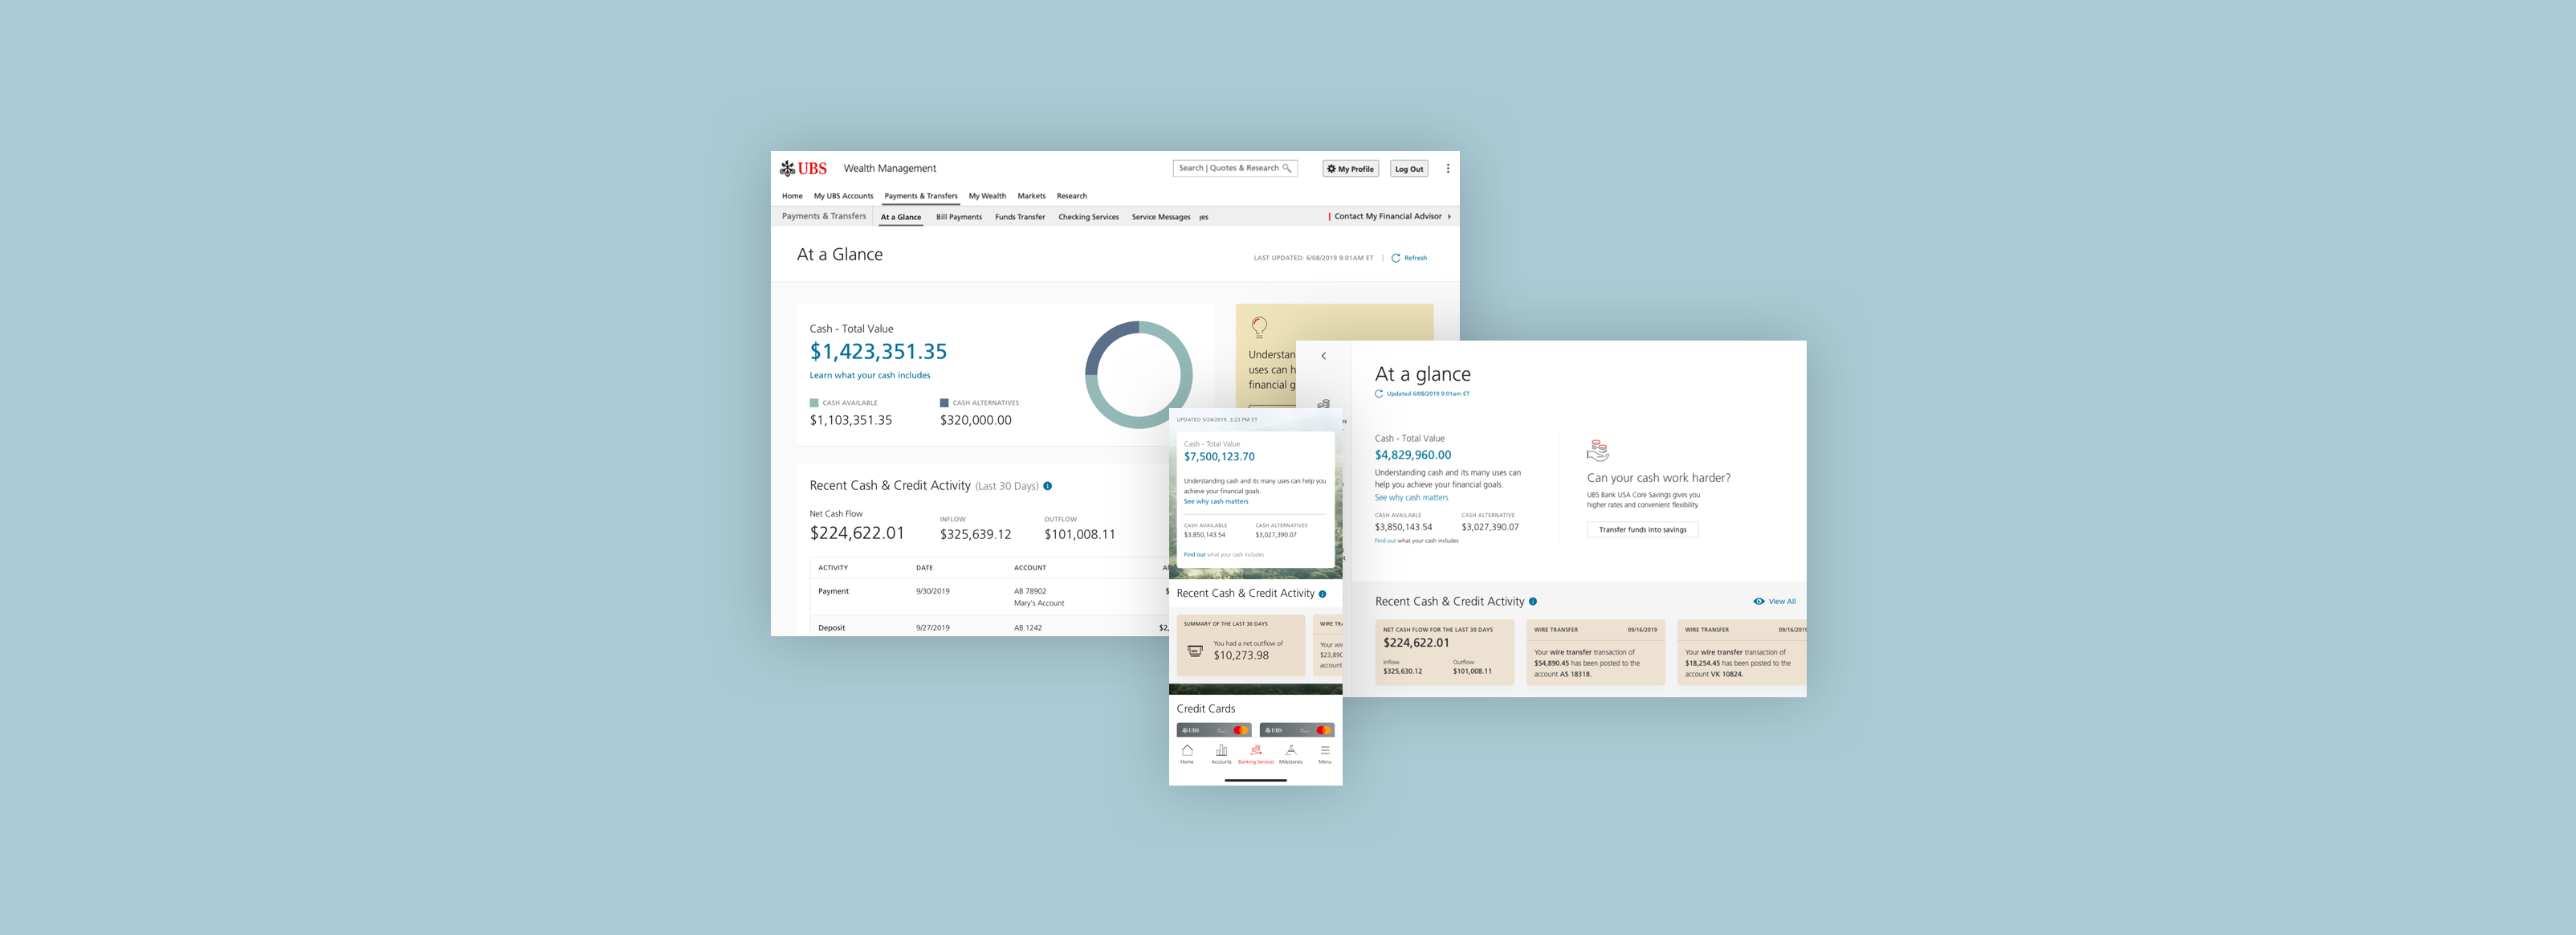 UBS Wealth Management
Search | Quotes & Research
My Profile
Log Out
Home My UBS Accounts Payments & Transfers My Wealth Markets Research
Payments & Transfers At a Glance Bill Payments Funds Transfer Checking Services Service Messages ges Contact My Financial Advisor
At a Glance
LAST UPDATED: 6/08/2019 9:01AM ET | Refresh
Cash - Total Value
$1,423,351.35
Learn what your cash includes
CASH AVAILABLE CASH ALTERNATIVES
$1,103,351.35 $320,000.00
Understan
uses can h
financial g
Recent Cash & Credit Activity (Last 30 Days)
Net Cash Flow INFLOW OUTFLOW
$224,622.01 $325,639.12 $101,008.11
ACTIVITY DATE ACCOUNT
Payment 9/30/2019 AB 78902 $
Mary's Account
Deposit 9/27/2019 AB 1242 $2,
UPDATED 5/24/2019, 3:23 PM ET
Cash - Total Value
$7,500,123.70
Understanding cash and its many uses can help you
achieve your financial goals.
See why cash matters
CASH AVAILABLE CASH ALTERNATIVES
$3,850,143.54 $3,027,390.07
Find out what your cash includes
Recent Cash & Credit Activity
SUMMARY OF THE LAST 30 DAYS
You had a net outflow of
$10,273.98
WIRE TR
Your wir
$23,890
account
Credit Cards
UBS UBS
Home Accounts Banking Services Milestones Menu
At a glance
Updated 6/08/2019 9:01am ET
Cash - Total Value
$4,829,960.00
Understanding cash and its many uses can
help you achieve your financial goals.
See why cash matters
CASH AVAILABLE CASH ALTERNATIVE
$3,850,143.54 $3,027,390.07
Find out what your cash includes
Can your cash work harder?
UBS Bank USA Core Savings gives you
higher rates and convenient flexibility.
Transfer funds into savings
Recent Cash & Credit Activity
View All
NET CASH FLOW FOR THE LAST 30 DAYS
$224,622.01
Inflow Outflow
$325,630.12 $101,008.11
WIRE TRANSFER 09/16/2019
Your wire transfer transaction of
$54,890.45 has been posted to the
account AS 18318.
WIRE TRANSFER 09/16/2019
Your wire transfer transaction of
$18,254.45 has been posted to the
account VK 10824.